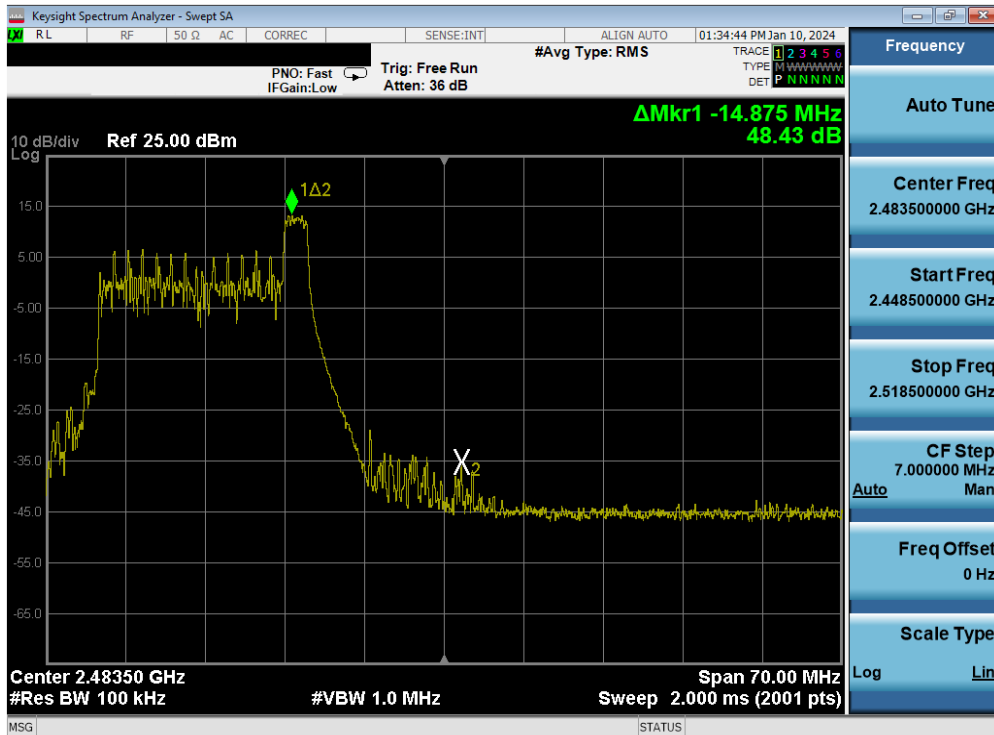 Keysight Spectrum Analyzer - Swept SA
LXI RL RF 50 Ω AC CORREC SENSE:INT ALIGN AUTO 01:34:44 PM Jan 10, 2024
Frequency
PNO: Fast
IFGain:Low
Trig: Free Run
Atten: 36 dB
#Avg Type: RMS
TRACE 1 2 3 4 5 6
TYPE M WWWWW
DET P N N N N N
Auto Tune
ΔMkr1 -14.875 MHz
48.43 dB
10 dB/div
Log
Ref 25.00 dBm
1Δ2
15.0
5.00
-5.00
-15.0
-25.0
-35.0
-45.0
-55.0
-65.0
X2
Center Freq
2.483500000 GHz
Start Freq
2.448500000 GHz
Stop Freq
2.518500000 GHz
CF Step
7.000000 MHz
Auto Man
Freq Offset
0 Hz
Scale Type
Log Lin
Center 2.48350 GHz Span 70.00 MHz
#Res BW 100 kHz #VBW 1.0 MHz Sweep 2.000 ms (2001 pts)
MSG STATUS